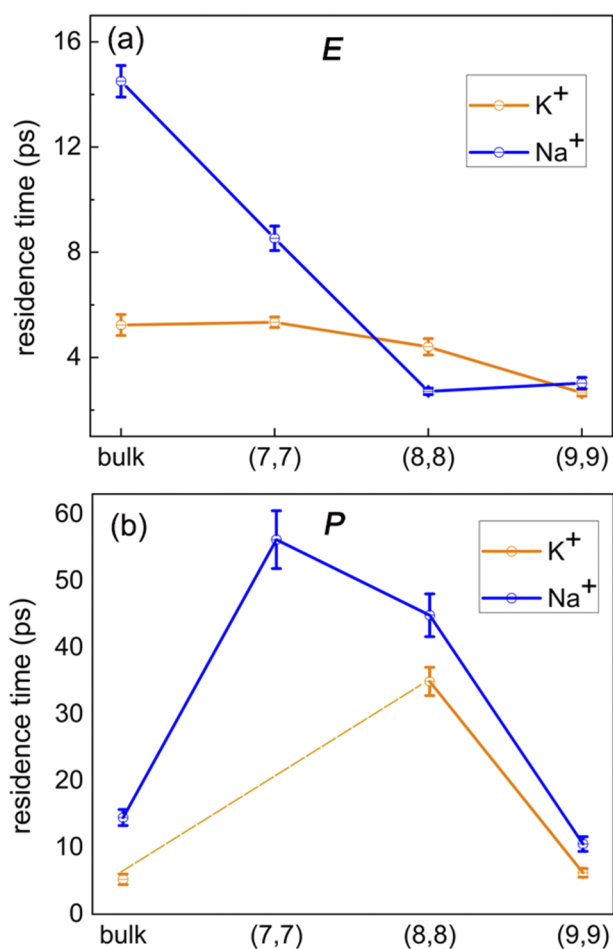 (a)
E
K+
Na+
residence time (ps)
16
12
8
4
bulk (7,7) (8,8) (9,9)
(b)
P
K+
Na+
residence time (ps)
60
50
40
30
20
10
0
bulk (7,7) (8,8) (9,9)